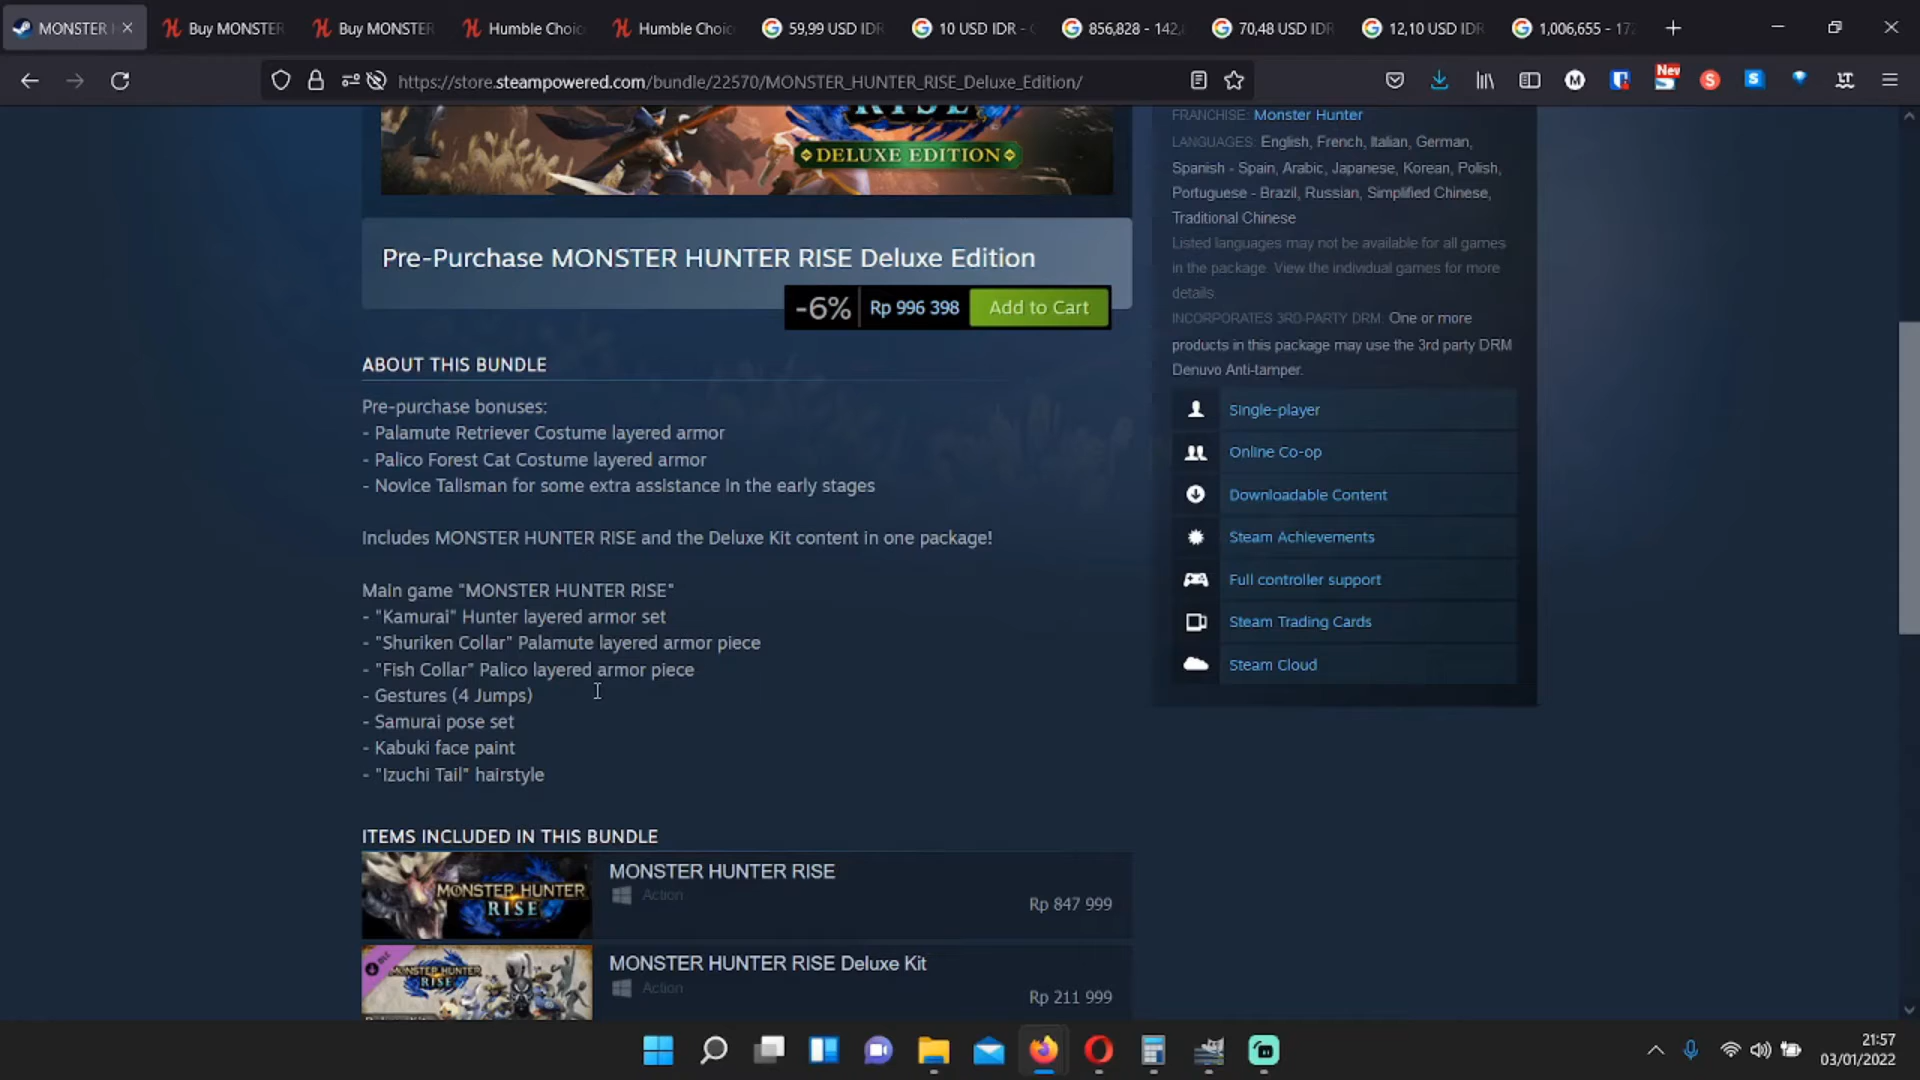 MONSTER
Buy MONSTER
Buy MONSTER
Humble Choic
Humble Choic
59,99 USD IDR
10 USD IDR -
856,828 - 142,
70,48 USD IDR
12,10 USD IDR
1,006,655 - 17
https://store.steampowered.com/bundle/22570/MONSTER_HUNTER_RISE_Deluxe_Edition/
New
RISE
DELUXE EDITION
Pre-Purchase MONSTER HUNTER RISE Deluxe Edition
-6% Rp 996 398 Add to Cart
ABOUT THIS BUNDLE
Pre-purchase bonuses:
- Palamute Retriever Costume layered armor
- Palico Forest Cat Costume layered armor
- Novice Talisman for some extra assistance in the early stages
Includes MONSTER HUNTER RISE and the Deluxe Kit content in one package!
Main game "MONSTER HUNTER RISE"
- "Kamurai" Hunter layered armor set
- "Shuriken Collar" Palamute layered armor piece
- "Fish Collar" Palico layered armor piece
- Gestures (4 Jumps)
- Samurai pose set
- Kabuki face paint
- "Izuchi Tail" hairstyle
ITEMS INCLUDED IN THIS BUNDLE
MONSTER HUNTER
RISE
MONSTER HUNTER RISE
Action
Rp 847 999
DLC
MONSTER HUNTER
RISE
MONSTER HUNTER RISE Deluxe Kit
Action
Rp 211 999
FRANCHISE: Monster Hunter
LANGUAGES: English, French, Italian, German,
Spanish - Spain, Arabic, Japanese, Korean, Polish,
Portuguese - Brazil, Russian, Simplified Chinese,
Traditional Chinese
Listed languages may not be available for all games
in the package. View the individual games for more
details.
INCORPORATES 3RD-PARTY DRM: One or more
products in this package may use the 3rd party DRM
Denuvo Anti-tamper.
Single-player
Online Co-op
Downloadable Content
Steam Achievements
Full controller support
Steam Trading Cards
Steam Cloud
21:57
03/01/2022